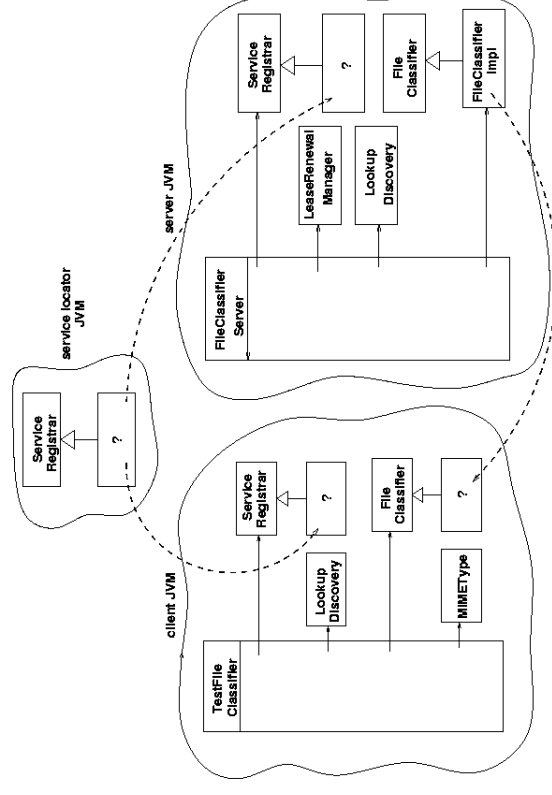 service locator
JVM
Service
Registrar
?
client JVM
TestFile
Classifier
Service
Registrar
?
Lookup
Discovery
File
Classifier
?
MIMEType
server JVM
FileClassifier
Server
Service
Registrar
?
LeaseRenewal
Manager
Lookup
Discovery
File
Classifier
FileClassifier
Impl